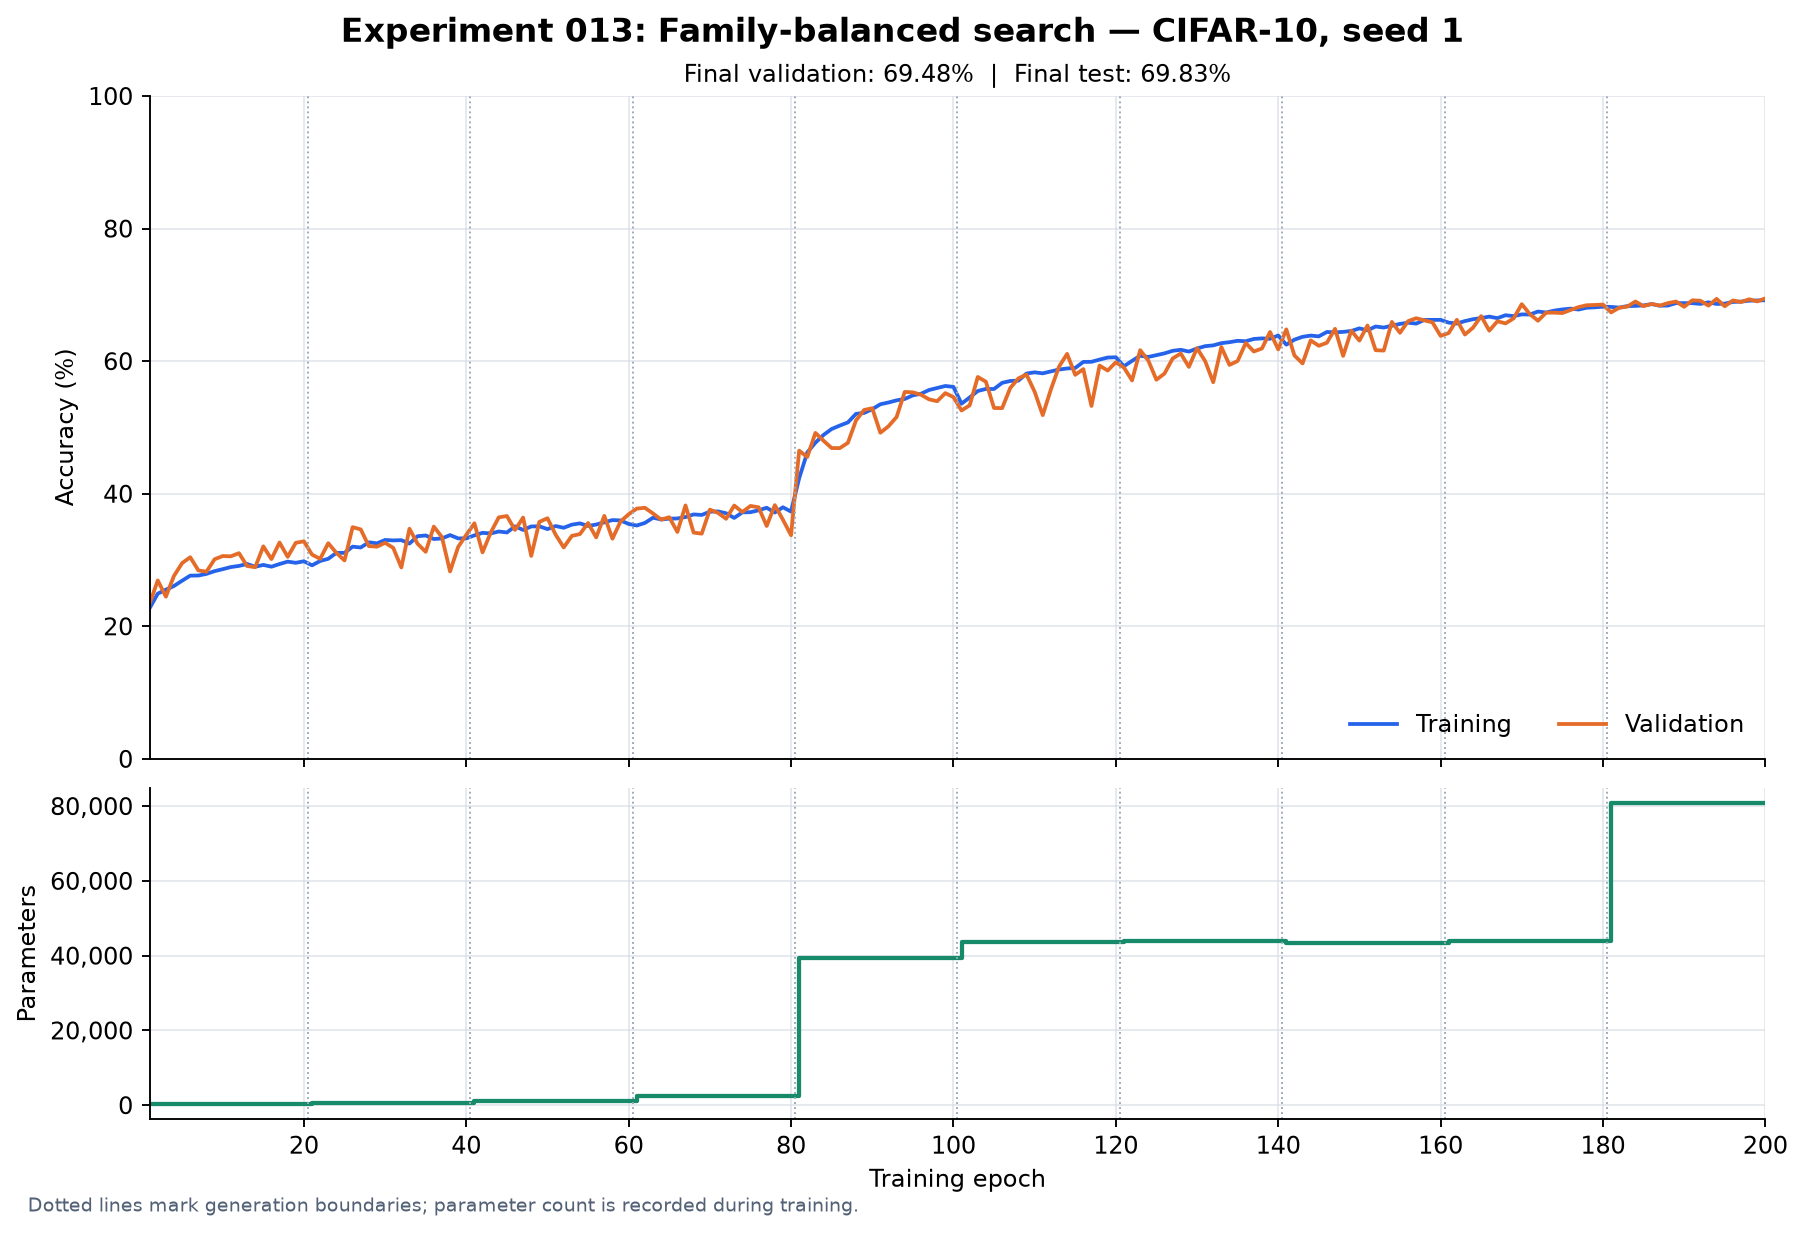 Experiment 013: Family-balanced search — CIFAR-10, seed 1
Final validation: 69.48%  |  Final test: 69.83%
100
80
60
40
20
0
Accuracy (%)
Training
Validation
80,000
60,000
40,000
20,000
0
Parameters
20
40
60
80
100
120
140
160
180
200
Training epoch
Dotted lines mark generation boundaries; parameter count is recorded during training.